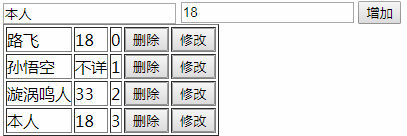 本人 18 增加
路飞 18 0 删除 修改
孙悟空 不详 1 删除 修改
漩涡鸣人 33 2 删除 修改
本人 18 3 删除 修改